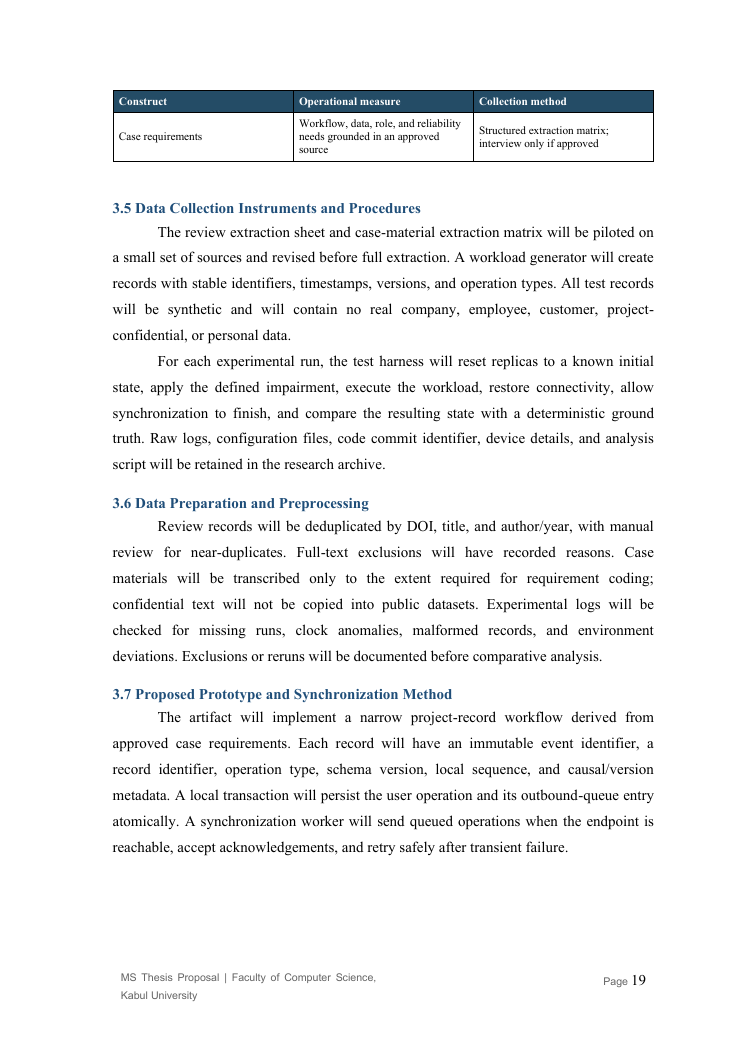 Construct Operational measure Collection method
Case requirements
Workflow, data, role, and reliability
needs grounded in an approved
source
Structured extraction matrix;
interview only if approved
3.5 Data Collection Instruments and Procedures
The review extraction sheet and case-material extraction matrix will be piloted on
a small set of sources and revised before full extraction. A workload generator will create
records with stable identifiers, timestamps, versions, and operation types. All test records
will be synthetic and will contain no real company, employee, customer, project-
confidential, or personal data.
For each experimental run, the test harness will reset replicas to a known initial
state, apply the defined impairment, execute the workload, restore connectivity, allow
synchronization to finish, and compare the resulting state with a deterministic ground
truth. Raw logs, configuration files, code commit identifier, device details, and analysis
script will be retained in the research archive.
3.6 Data Preparation and Preprocessing
Review records will be deduplicated by DOI, title, and author/year, with manual
review for near-duplicates. Full-text exclusions will have recorded reasons. Case
materials will be transcribed only to the extent required for requirement coding;
confidential text will not be copied into public datasets. Experimental logs will be
checked for missing runs, clock anomalies, malformed records, and environment
deviations. Exclusions or reruns will be documented before comparative analysis.
3.7 Proposed Prototype and Synchronization Method
The artifact will implement a narrow project-record workflow derived from
approved case requirements. Each record will have an immutable event identifier, a
record identifier, operation type, schema version, local sequence, and causal/version
metadata. A local transaction will persist the user operation and its outbound-queue entry
atomically. A synchronization worker will send queued operations when the endpoint is
reachable, accept acknowledgements, and retry safely after transient failure.
MS Thesis Proposal | Faculty of Computer Science,
Kabul University
Page 19